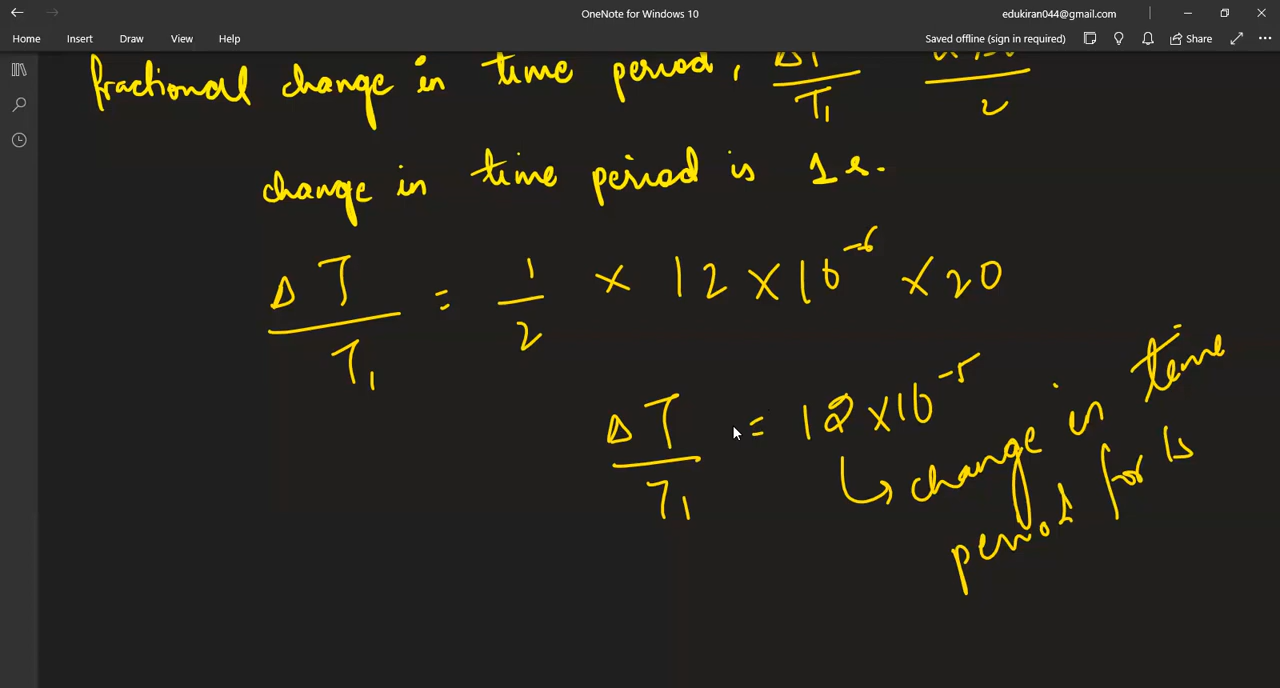 OneNote for Windows 10
edukiran044@gmail.com
Home Insert Draw View Help
Saved offline (sign in required) Share
fractional change in time period, ΔT/T₁ /2
change in time period is 1s.
ΔT/T₁ = 1/2 × 12 × 10⁻⁶ × 20
ΔT/T₁ = 12 × 10⁻⁵
↳ change in time
period for 1s